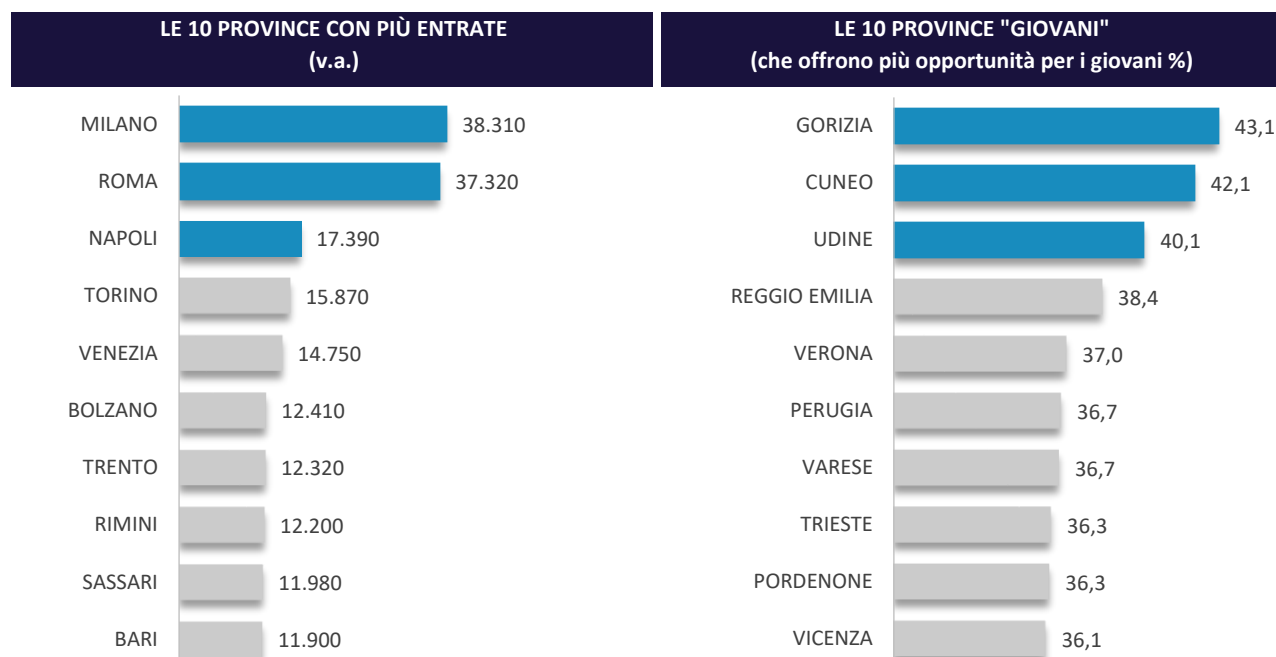 LE 10 PROVINCE CON PIÙ ENTRATE
(v.a.)
MILANO 38.310
ROMA 37.320
NAPOLI 17.390
TORINO 15.870
VENEZIA 14.750
BOLZANO 12.410
TRENTO 12.320
RIMINI 12.200
SASSARI 11.980
BARI 11.900
LE 10 PROVINCE "GIOVANI"
(che offrono più opportunità per i giovani %)
GORIZIA 43,1
CUNEO 42,1
UDINE 40,1
REGGIO EMILIA 38,4
VERONA 37,0
PERUGIA 36,7
VARESE 36,7
TRIESTE 36,3
PORDENONE 36,3
VICENZA 36,1